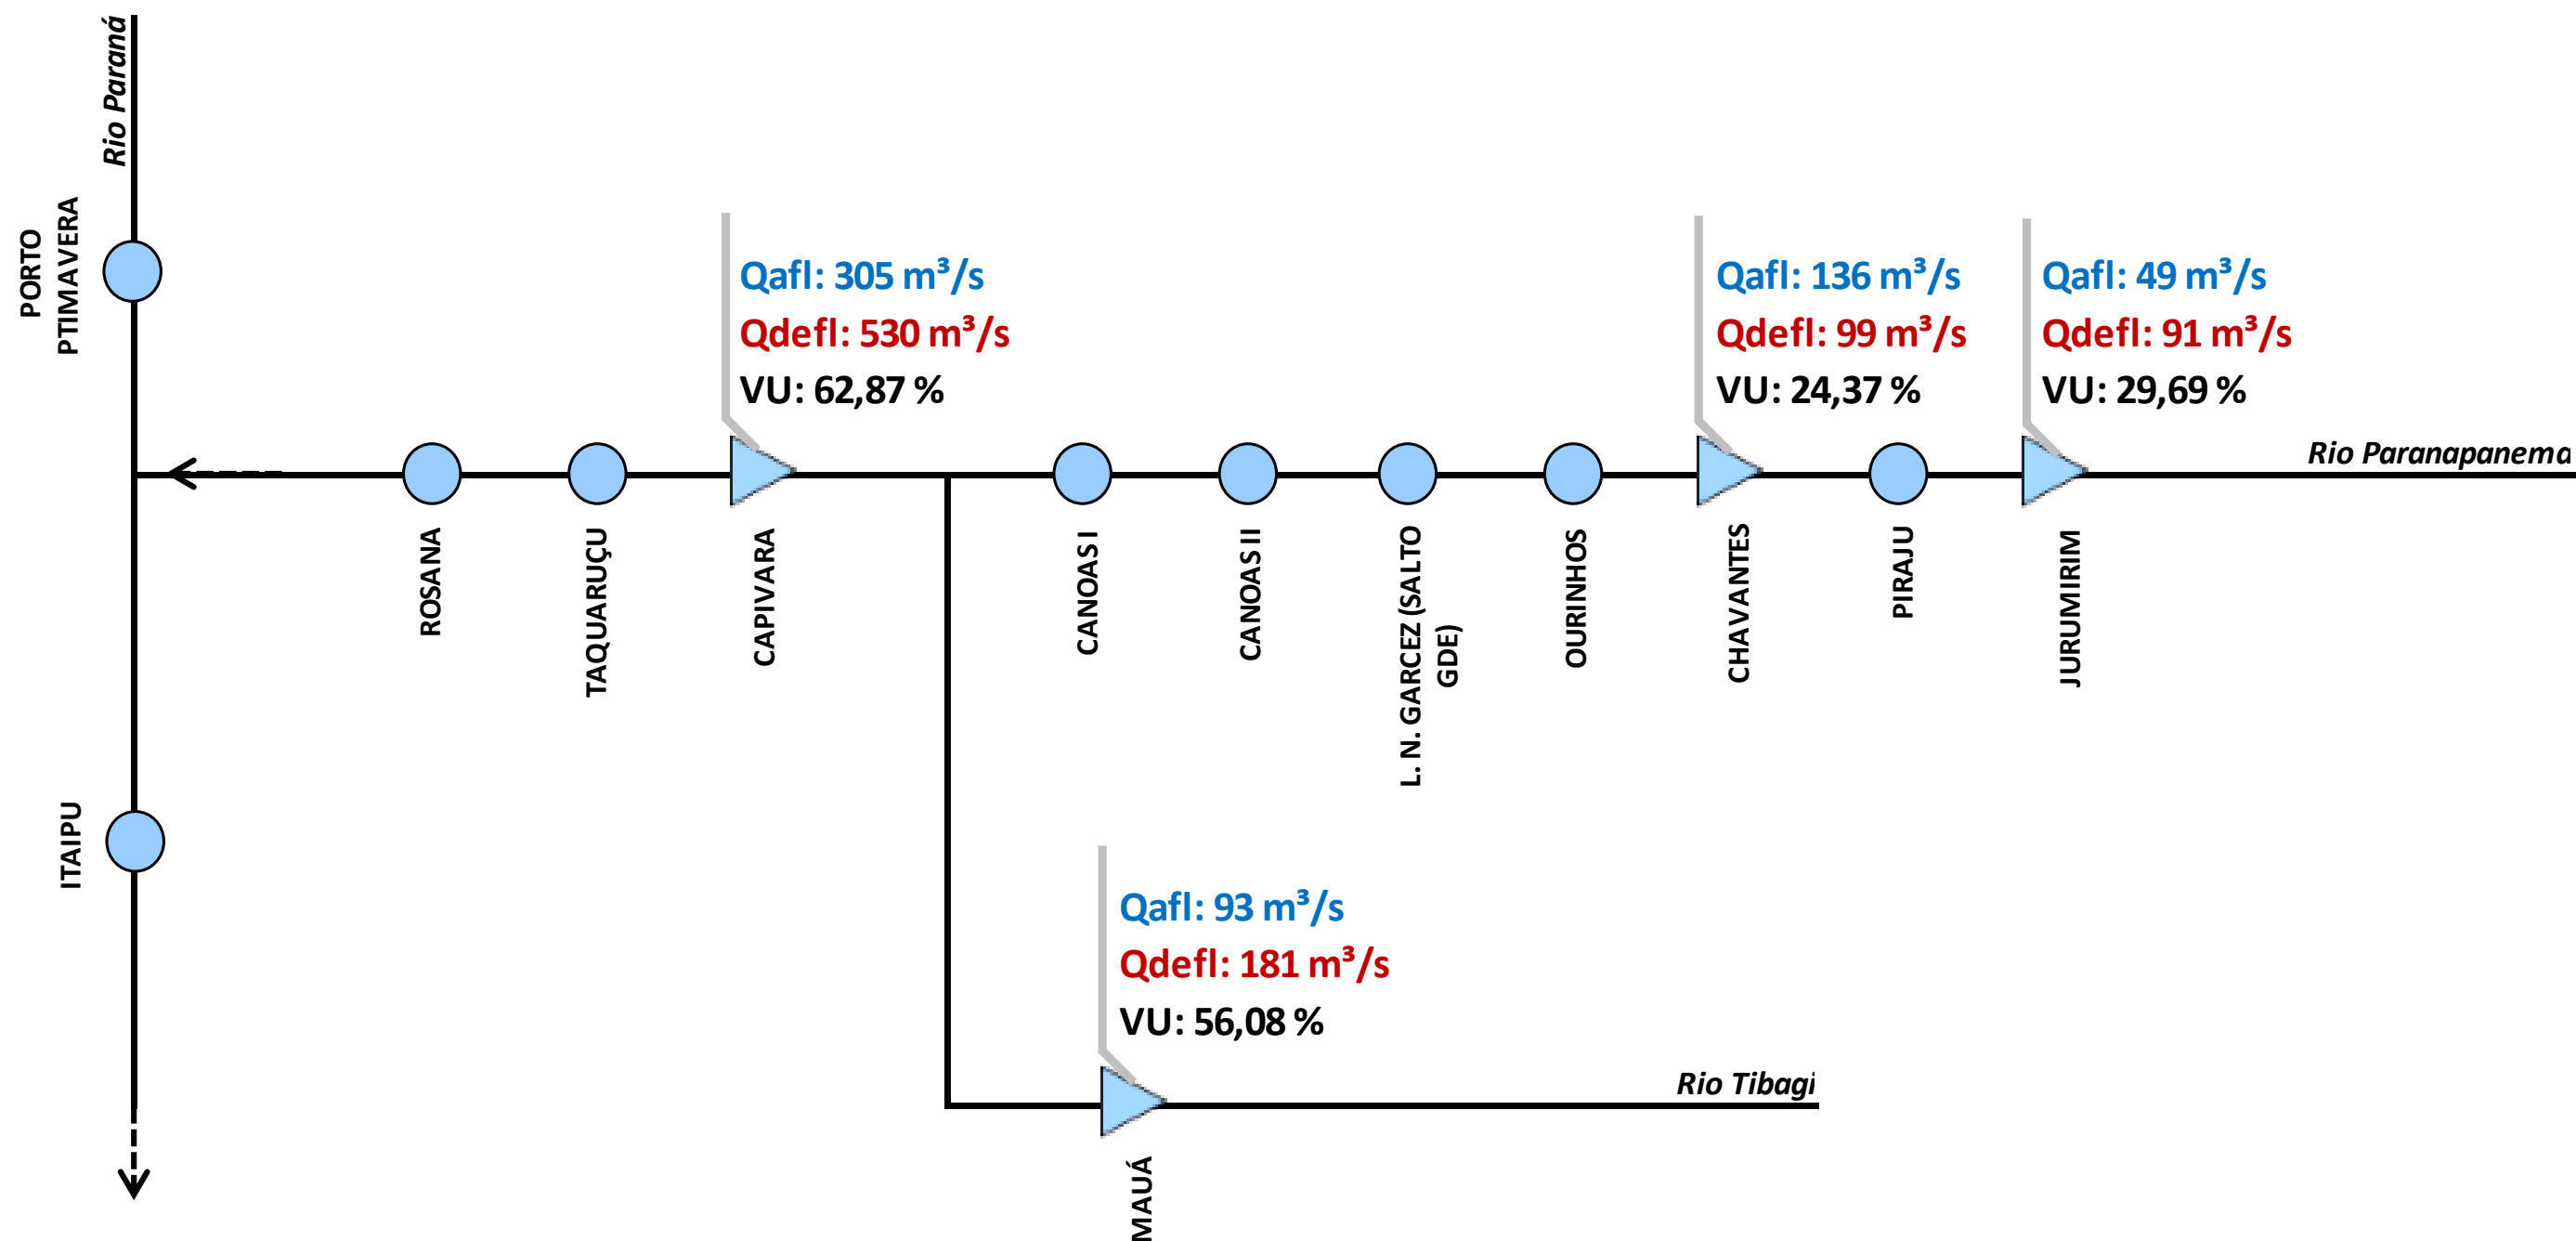 Rio Paraná
PORTO
PTIMAVERA
Qafl: 305 m³/s
Qdefl: 530 m³/s
VU: 62,87 %
Qafl: 136 m³/s
Qdefl: 99 m³/s
VU: 24,37 %
Qafl: 49 m³/s
Qdefl: 91 m³/s
VU: 29,69 %
Rio Paranapanema
ROSANA
TAQUARUÇU
CAPIVARA
CANOAS I
CANOAS II
L. N. GARCEZ (SALTO
GDE)
OURINHOS
CHAVANTES
PIRAJU
JURUMIRIM
ITAIPU
Qafl: 93 m³/s
Qdefl: 181 m³/s
VU: 56,08 %
Rio Tibagi
MAUÁ